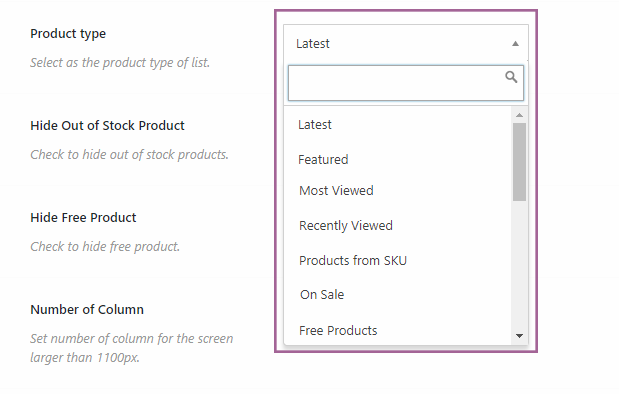 Product type
Select as the product type of list.
Hide Out of Stock Product
Check to hide out of stock products.
Hide Free Product
Check to hide free product.
Number of Column
Set number of column for the screen
larger than 1100px.
Latest
Latest
Featured
Most Viewed
Recently Viewed
Products from SKU
On Sale
Free Products